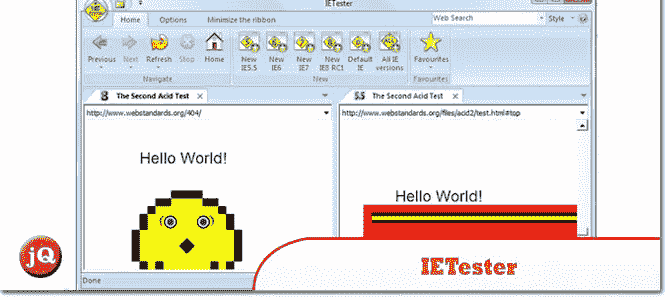 IETester
Home Options Minimize the ribbon Web Search Style
Previous Next Refresh Stop Home New IE5.5 New IE6 New IE7 New IE8 RC1 Default IE All IE versions Favourites
Navigate New Favourites
8 The Second Acid Test
5.5 The Second Acid Test
http://www.webstandards.org/404/
http://www.webstandards.org/files/acid2/test.html#top
Hello World!
Hello World!
Done
jQ
IETester